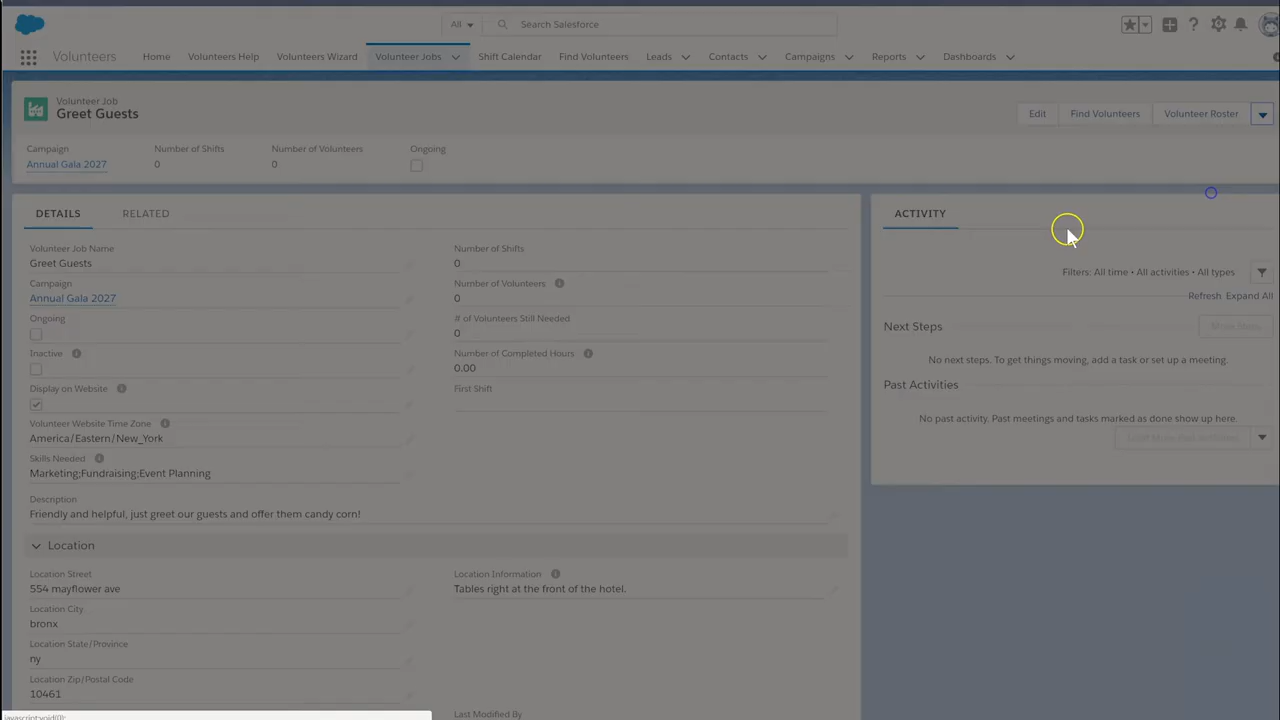 All
Search Salesforce
Volunteers
Home
Volunteers Help
Volunteers Wizard
Volunteer Jobs
Shift Calendar
Find Volunteers
Leads
Contacts
Campaigns
Reports
Dashboards
Volunteer Job
Greet Guests
Edit
Find Volunteers
Volunteer Roster
Campaign
Number of Shifts
Number of Volunteers
Ongoing
Annual Gala 2027
0
0
DETAILS
RELATED
Volunteer Job Name
Greet Guests
Campaign
Annual Gala 2027
Ongoing
Inactive
Display on Website
Volunteer Website Time Zone
America/Eastern/New_York
Skills Needed
Marketing;Fundraising;Event Planning
Description
Friendly and helpful, just greet our guests and offer them candy corn!
Number of Shifts
0
Number of Volunteers
0
# of Volunteers Still Needed
0
Number of Completed Hours
0.00
First Shift
Location
Location Street
554 mayflower ave
Location City
bronx
Location State/Province
ny
Location Zip/Postal Code
10461
Location Information
Tables right at the front of the hotel.
Last Modified By
ACTIVITY
Filters: All time • All activities • All types
Refresh Expand All
Next Steps
More Steps
No next steps. To get things moving, add a task or set up a meeting.
Past Activities
No past activity. Past meetings and tasks marked as done show up here.
Load More Past Activities
javascript:void(0);